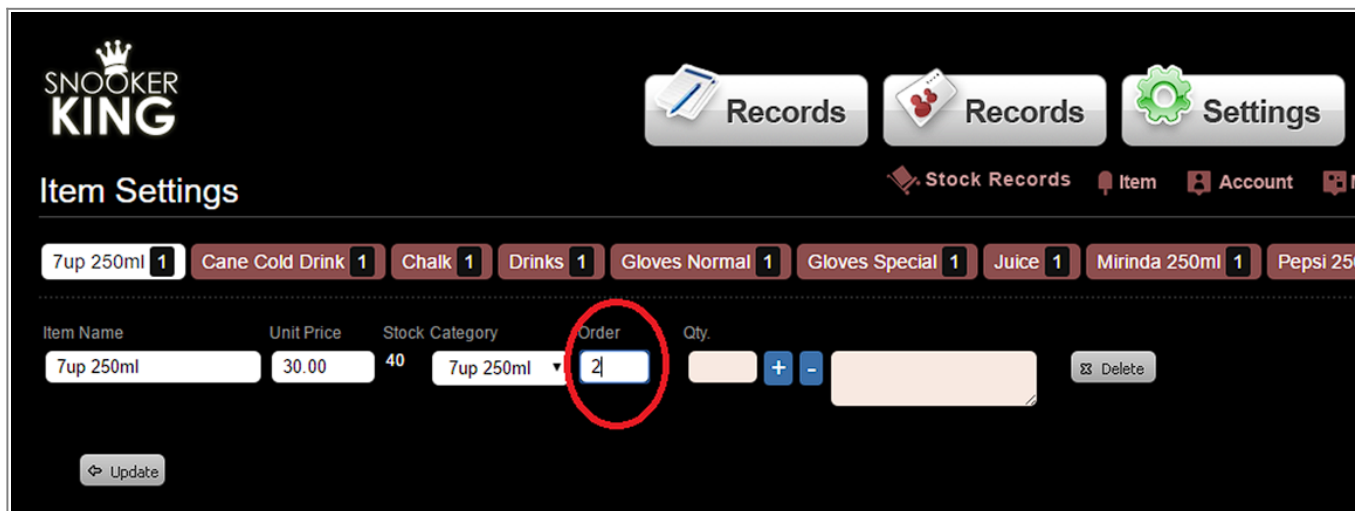 SNOOKER
KING
Records
Records
Settings
Item Settings
Stock Records
Item
Account
7up 250ml 1
Cane Cold Drink 1
Chalk 1
Drinks 1
Gloves Normal 1
Gloves Special 1
Juice 1
Mirinda 250ml 1
Pepsi 25
Item Name
Unit Price
Stock
Category
Order
Qty.
7up 250ml
30.00
40
7up 250ml
2
+
-
Delete
Update